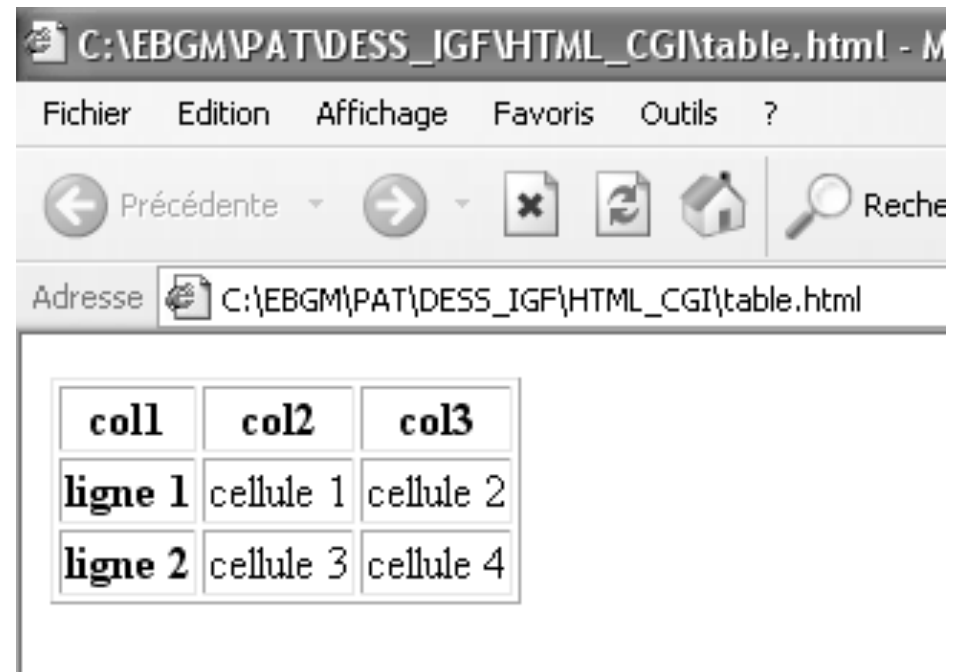 C:\EBGM\PAT\DESS_IGF\HTML_CGI\table.html - M
Fichier Edition Affichage Favoris Outils ?
Précédente Reche
Adresse C:\EBGM\PAT\DESS_IGF\HTML_CGI\table.html
col1 col2 col3
ligne 1 cellule 1 cellule 2
ligne 2 cellule 3 cellule 4